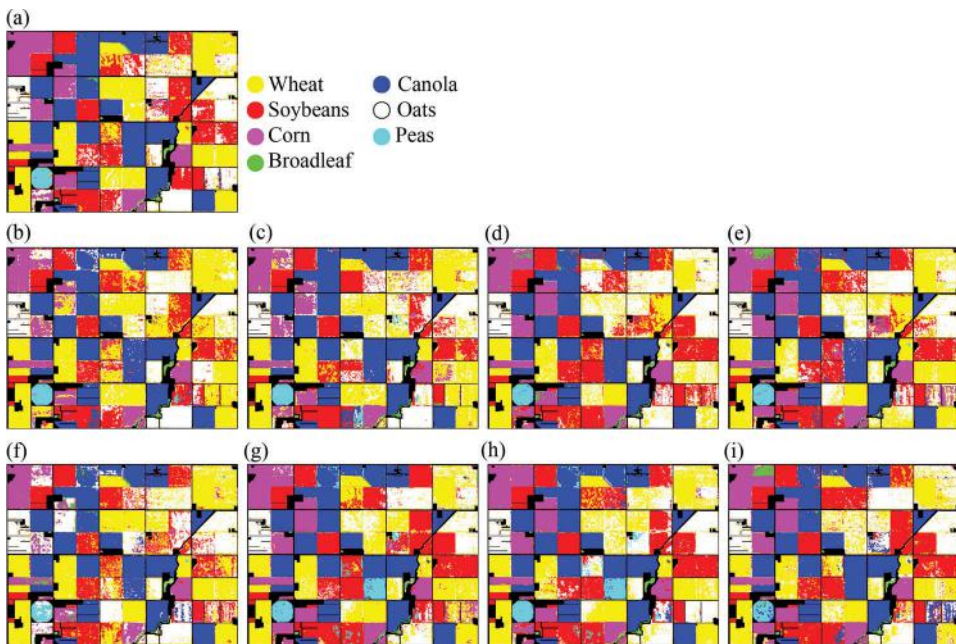 (a)
Wheat Canola
Soybeans Oats
Corn Peas
Broadleaf
(b) (c) (d) (e)
(f) (g) (h) (i)